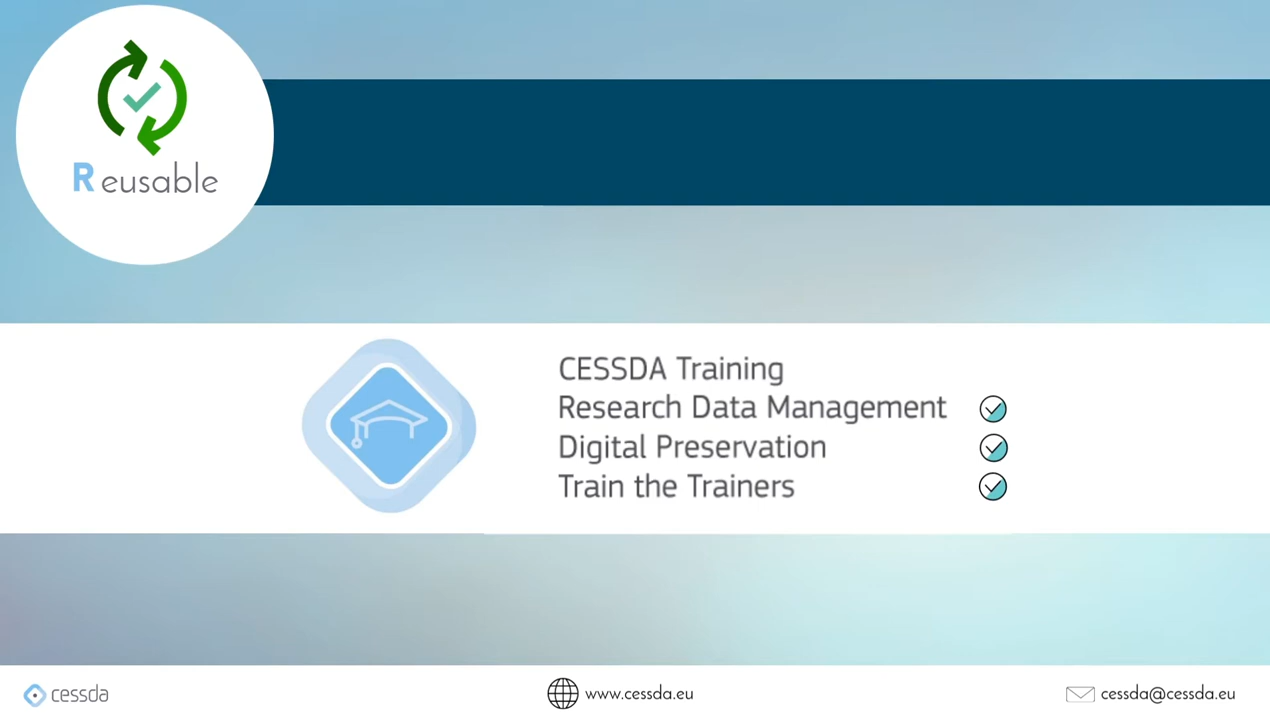 Reusable
CESSDA Training
Research Data Management
Digital Preservation
Train the Trainers
cessda
www.cessda.eu
cessda@cessda.eu